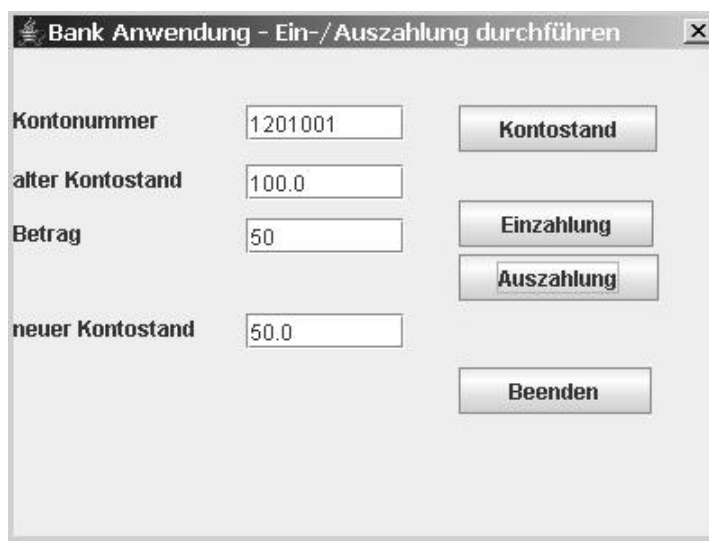 Bank Anwendung - Ein-/Auszahlung durchführen
Kontonummer 1201001 Kontostand
alter Kontostand 100.0
Einzahlung
Betrag 50
Auszahlung
neuer Kontostand 50.0
Beenden